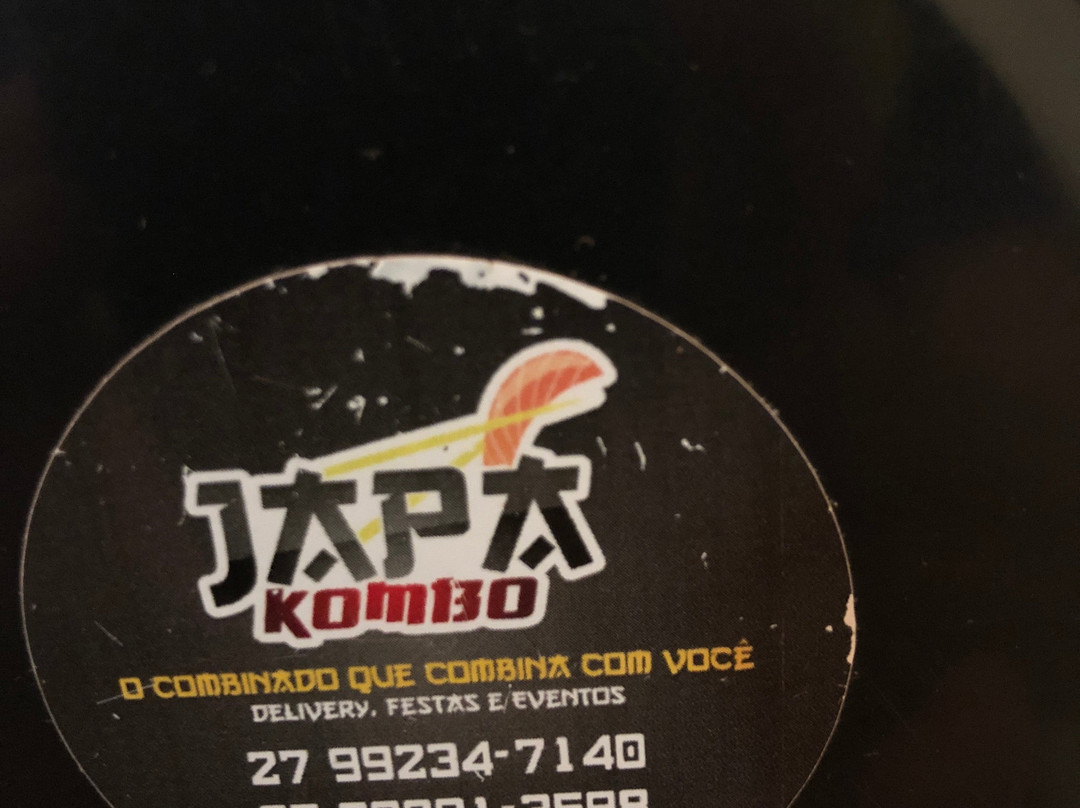 JAPA
KOMBO
O COMBINADO QUE COMBINA COM VOCÊ
DELIVERY, FESTAS E EVENTOS
27 99234-7140